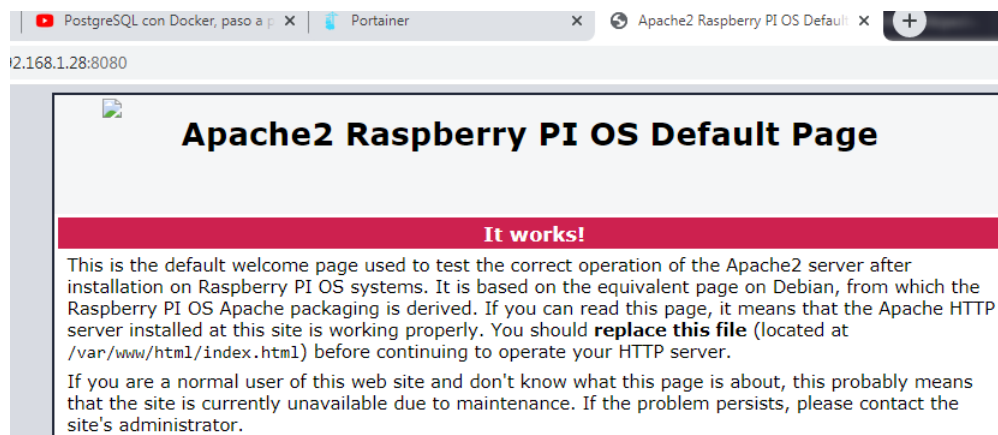 PostgreSQL con Docker, paso a p
Portainer
Apache2 Raspberry PI OS Defaul
2.168.1.28:8080
Apache2 Raspberry PI OS Default Page
It works!
This is the default welcome page used to test the correct operation of the Apache2 server after
installation on Raspberry PI OS systems. It is based on the equivalent page on Debian, from which the
Raspberry PI OS Apache packaging is derived. If you can read this page, it means that the Apache HTTP
server installed at this site is working properly. You should replace this file (located at
/var/www/html/index.html) before continuing to operate your HTTP server.
If you are a normal user of this web site and don't know what this page is about, this probably means
that the site is currently unavailable due to maintenance. If the problem persists, please contact the
site's administrator.